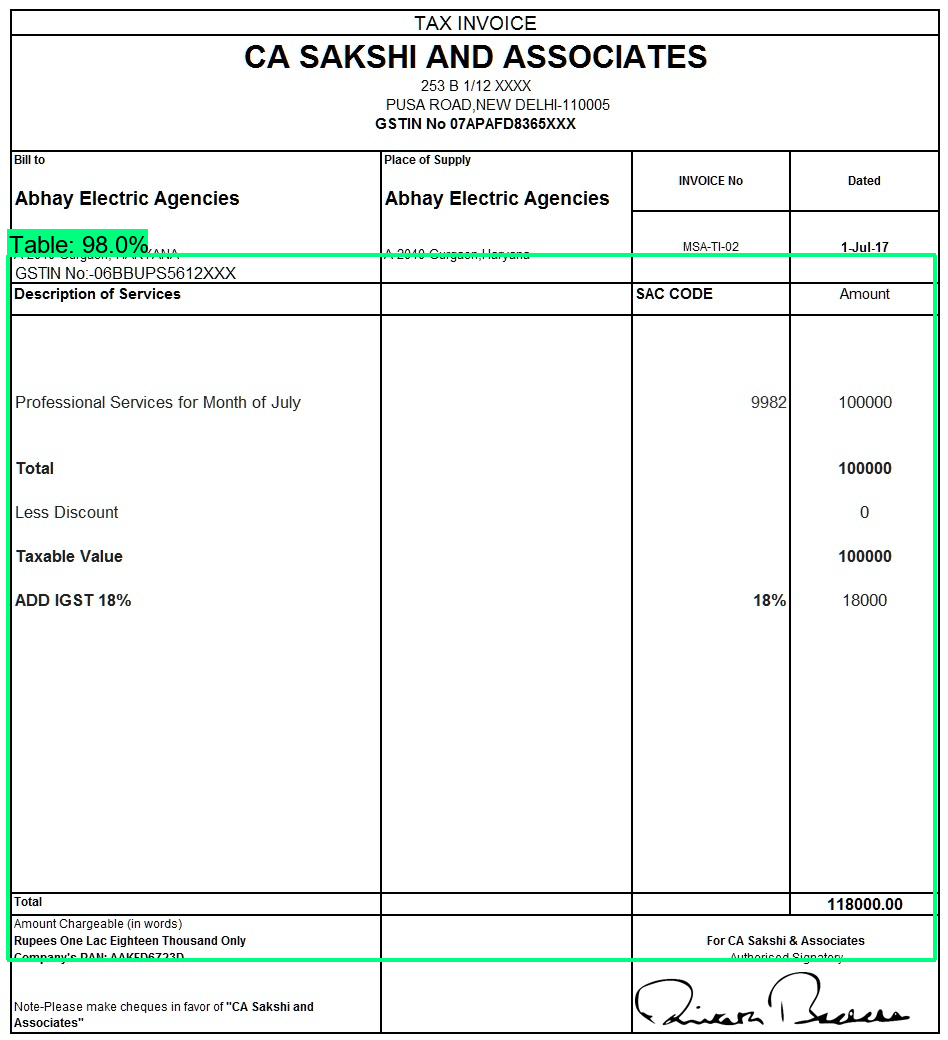 TAX INVOICE
CA SAKSHI AND ASSOCIATES
253 B 1/12 XXXX
PUSA ROAD,NEW DELHI-110005
GSTIN No 07APAFD8365XXX
Bill to
Place of Supply
INVOICE No
Dated
Abhay Electric Agencies
Abhay Electric Agencies
Table: 98.0%
Gurgaon, HARYANA
A-2010 Gurgaon,Haryana
MSA-TI-02
1-Jul-17
GSTIN No:-06BBUPS5612XXX
Description of Services
SAC CODE
Amount
Professional Services for Month of July
9982
100000
Total
100000
Less Discount
0
Taxable Value
100000
ADD IGST 18%
18%
18000
Total
118000.00
Amount Chargeable (in words)
Rupees One Lac Eighteen Thousand Only
For CA Sakshi & Associates
Company's PAN: AAKFD6723D
Authorised Signatory
Note-Please make cheques in favor of "CA Sakshi and
Associates"